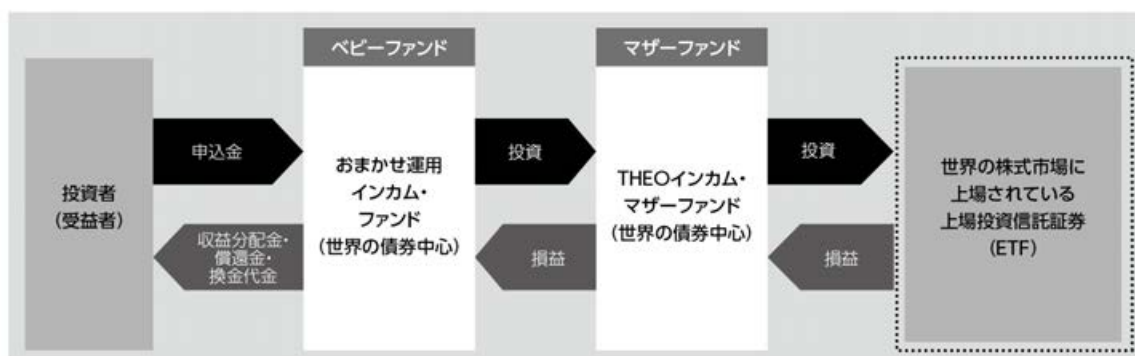 投資者
(受益者)
申込金
収益分配金・
償還金・
換金代金
ベビーファンド
おまかせ運用
インカム・
ファンド
(世界の債券中心)
投資
損益
マザーファンド
THEOインカム・
マザーファンド
(世界の債券中心)
投資
損益
世界の株式市場に
上場されている
上場投資信託証券
(ETF)